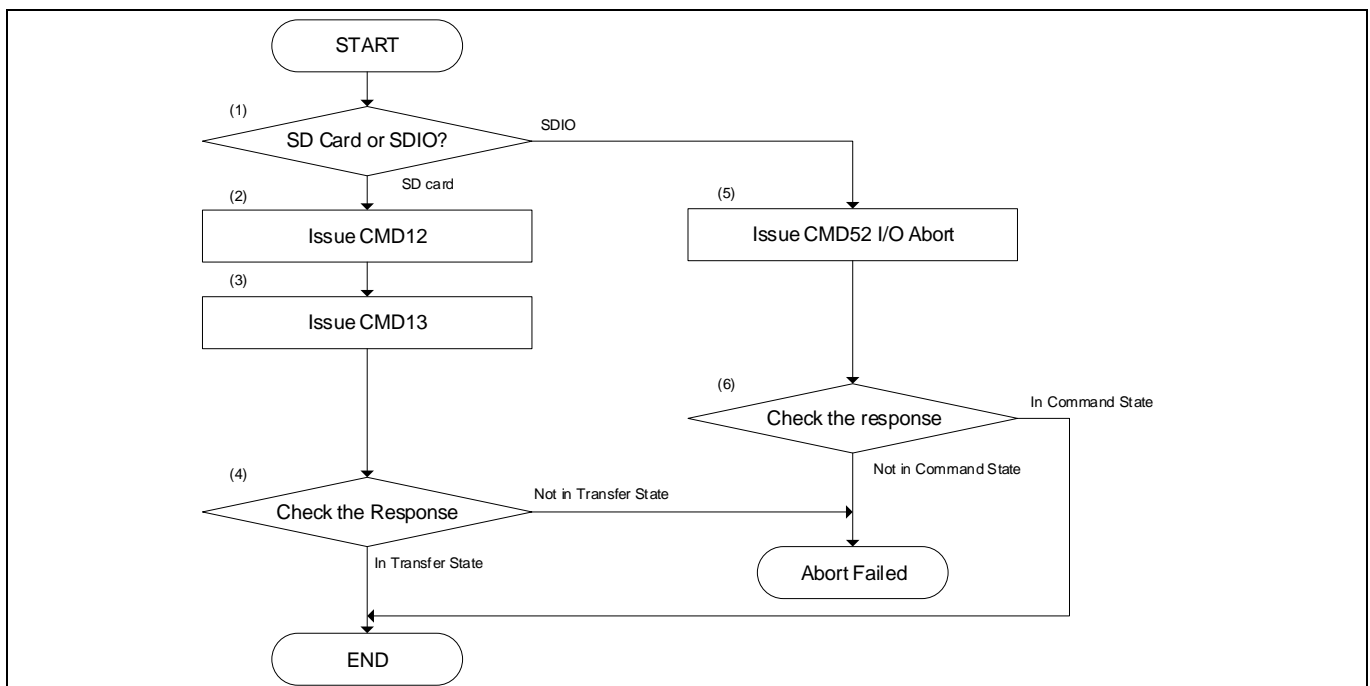 START
(1)
SD Card or SDIO?
SDIO
SD card
(2)
Issue CMD12
(3)
Issue CMD13
(4)
Check the Response
Not in Transfer State
In Transfer State
(5)
Issue CMD52 I/O Abort
(6)
Check the response
In Command State
Not in Command State
Abort Failed
END